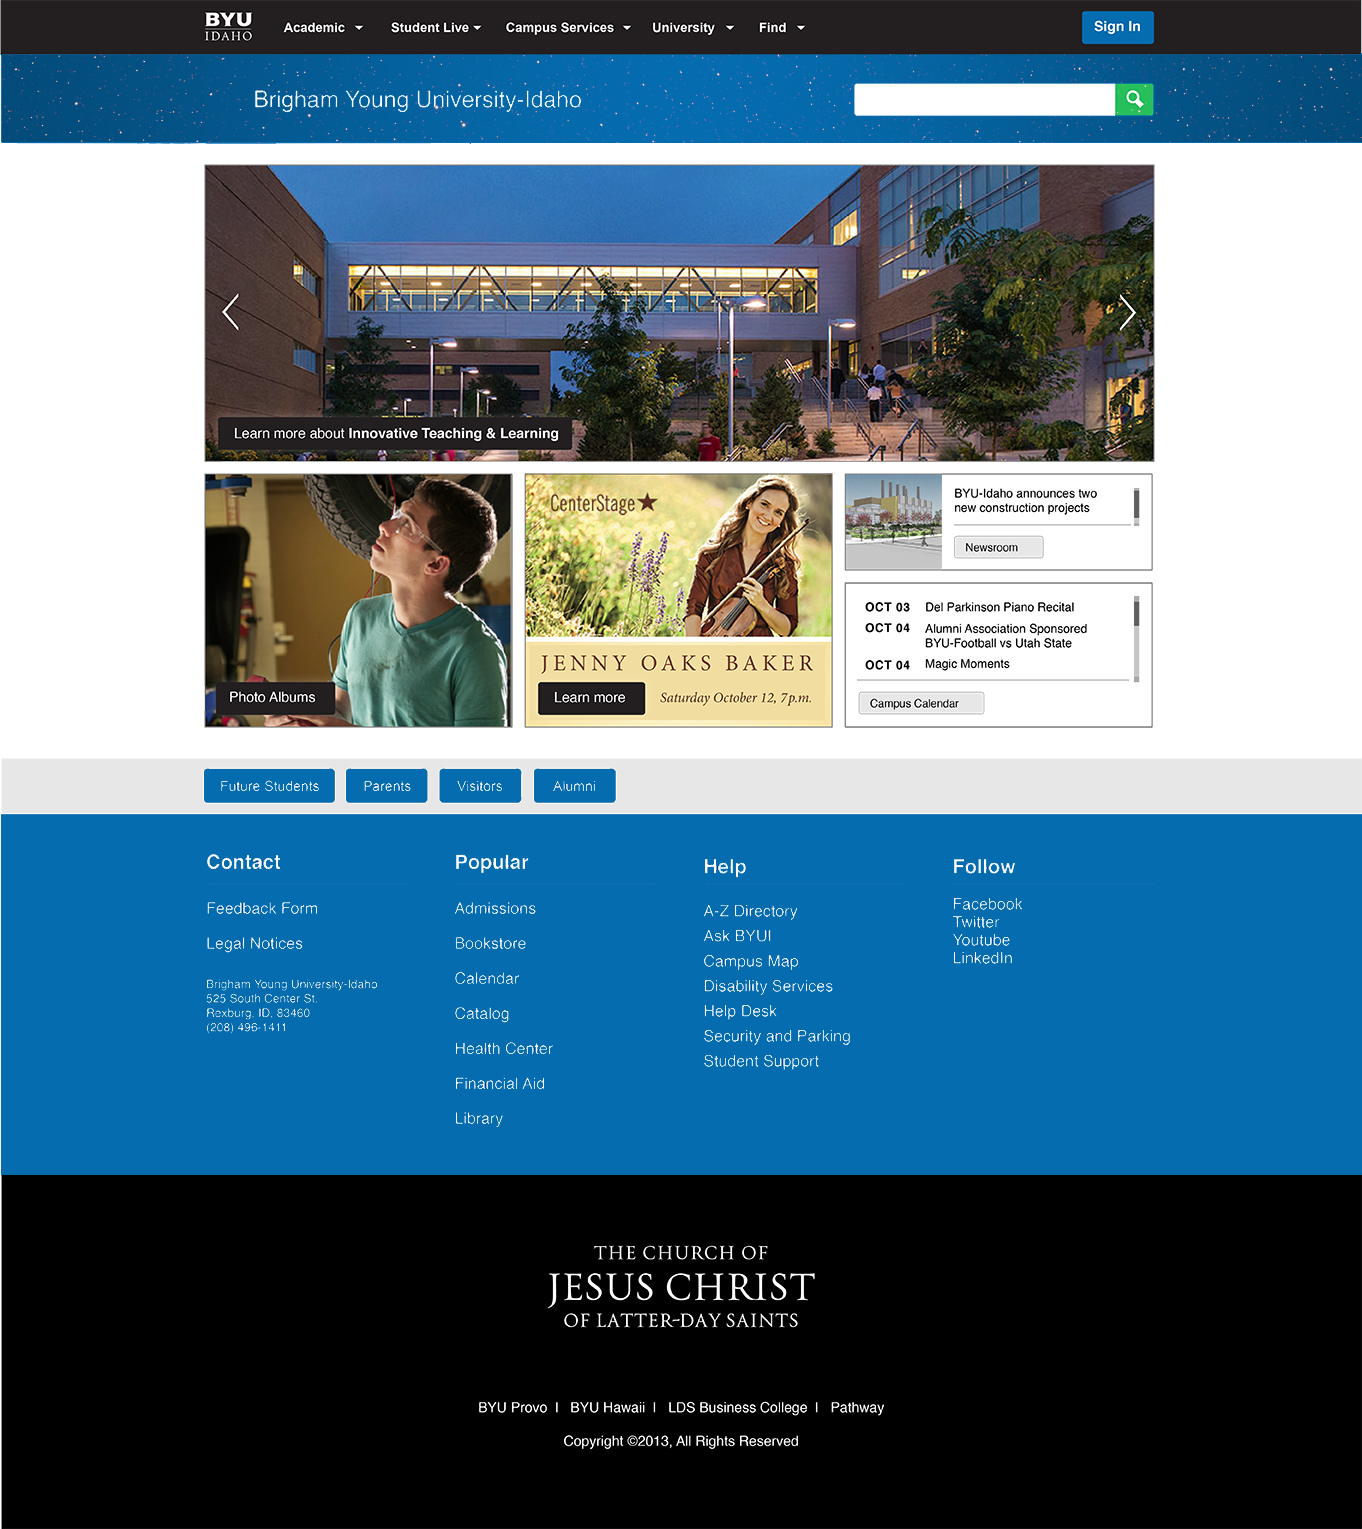 BYU
IDAHO
Academic
Student Live
Campus Services
University
Find
Sign In
Brigham Young University-Idaho
Learn more about Innovative Teaching & Learning
Photo Albums
CenterStage
JENNY OAKS BAKER
Learn more
Saturday October 12, 7p.m.
BYU-Idaho announces two
new construction projects
Newsroom
OCT 03 Del Parkinson Piano Recital
OCT 04 Alumni Association Sponsored
BYU-Football vs Utah State
OCT 04 Magic Moments
Campus Calendar
Future Students
Parents
Visitors
Alumni
Contact
Feedback Form
Legal Notices
Brigham Young University-Idaho
525 South Center St.
Rexburg, ID, 83460
(208) 496-1411
Popular
Admissions
Bookstore
Calendar
Catalog
Health Center
Financial Aid
Library
Help
A-Z Directory
Ask BYUI
Campus Map
Disability Services
Help Desk
Security and Parking
Student Support
Follow
Facebook
Twitter
Youtube
LinkedIn
THE CHURCH OF
JESUS CHRIST
OF LATTER-DAY SAINTS
BYU Provo | BYU Hawaii | LDS Business College | Pathway
Copyright ©2013, All Rights Reserved